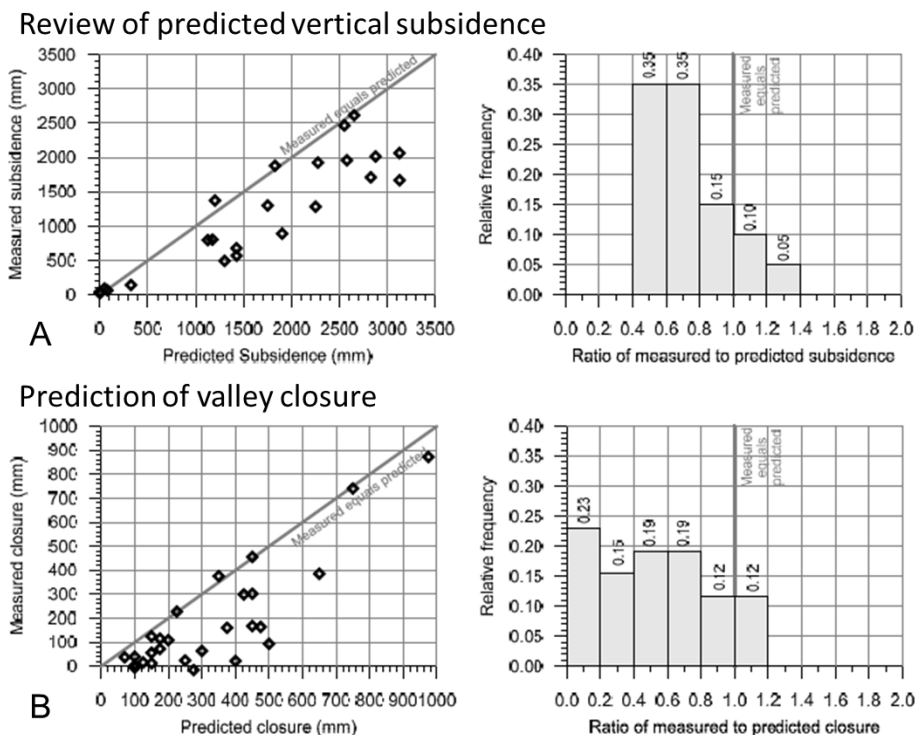 Review of predicted vertical subsidence
3500
3000
2500
2000
1500
1000
500
0
Measured subsidence (mm)
Measured equals predicted
0 500 1000 1500 2000 2500 3000 3500
Predicted Subsidence (mm)
A
0.40
0.35
0.30
0.25
0.20
0.15
0.10
0.05
0.00
Relative frequency
0.35 0.35 0.15 0.10 0.05
Measured
equals
predicted
0.0 0.2 0.4 0.6 0.8 1.0 1.2 1.4 1.6 1.8 2.0
Ratio of measured to predicted subsidence
Prediction of valley closure
1000
900
800
700
600
500
400
300
200
100
0
Measured closure (mm)
Measured equals predicted
0 100 200 300 400 500 600 700 800 900 1000
Predicted closure (mm)
B
0.40
0.35
0.30
0.25
0.20
0.15
0.10
0.05
0.00
Relative frequency
0.23 0.15 0.19 0.19 0.12 0.12
Measured
equals
predicted
0.0 0.2 0.4 0.6 0.8 1.0 1.2 1.4 1.6 1.8 2.0
Ratio of measured to predicted closure